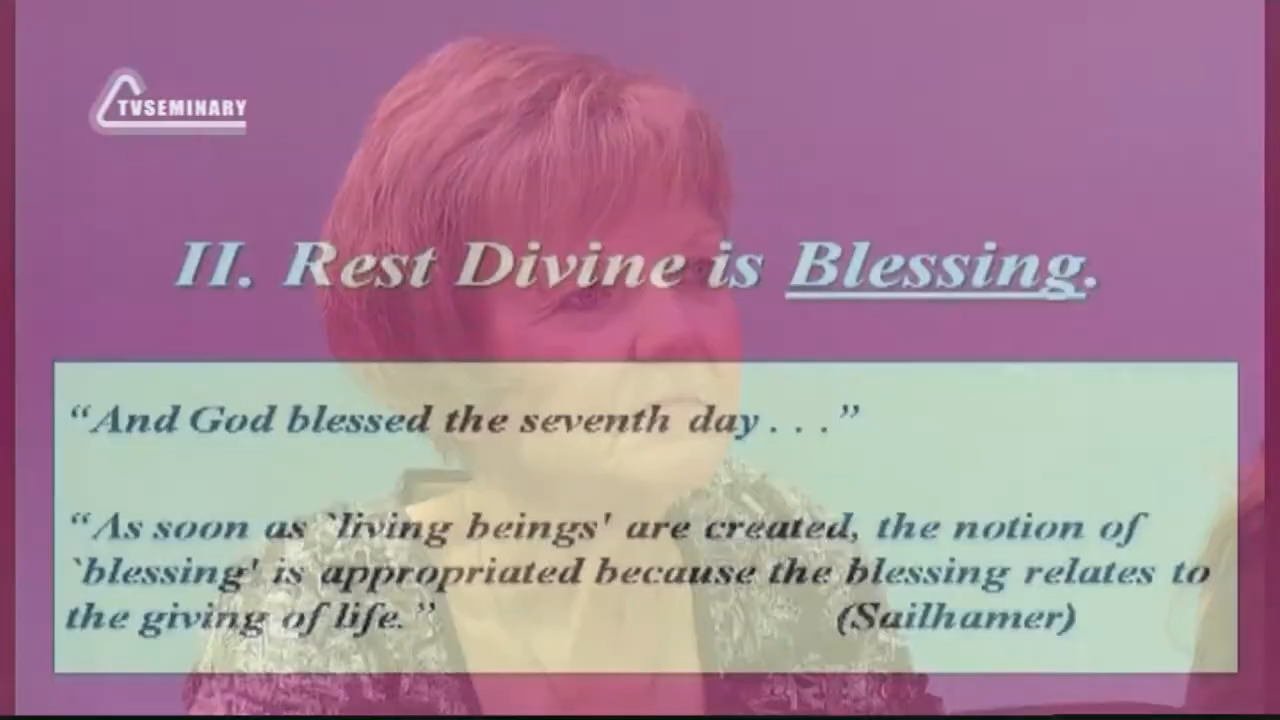 TVSEMINARY
II. Rest Divine is Blessing.
“And God blessed the seventh day . . .”
“As soon as `living beings' are created, the notion of
`blessing' is appropriated because the blessing relates to
the giving of life.” (Sailhamer)